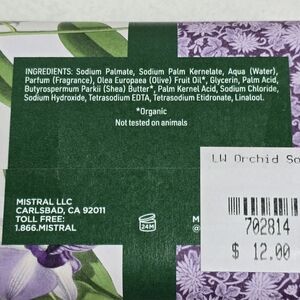 INGREDIENTS: Sodium Palmate, Sodium Palm Kernelate, Aqua (Water),
Parfum (Fragrance), Olea Europaea (Olive) Fruit Oil*, Glycerin, Palm Acid,
Butyrospermum Parkii (Shea) Butter*, Palm Kernel Acid, Sodium Chloride,
Sodium Hydroxide, Tetrasodium EDTA, Tetrasodium Etidronate, Linalool.
*Organic
Not tested on animals
LW Orchid So
MISTRAL LLC
CARLSBAD, CA 92011
TOLL FREE:
1.866.MISTRAL
24M
M
@
702814
$ 12.00